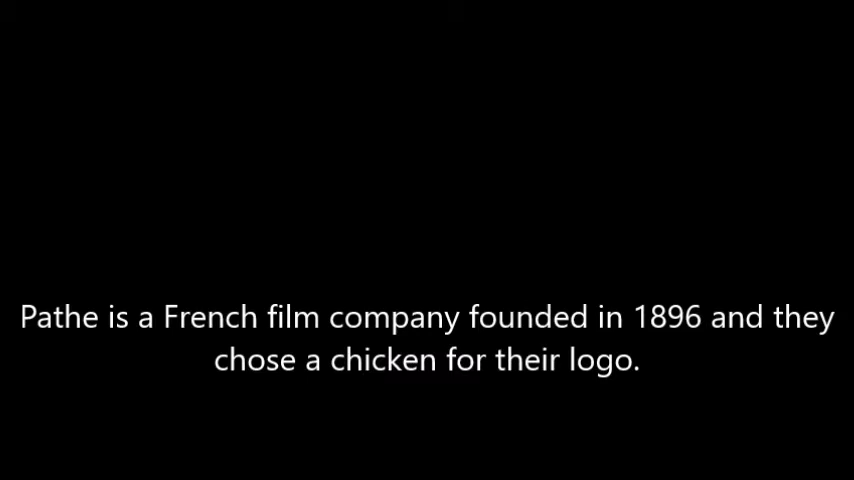 Pathe is a French film company founded in 1896 and they
chose a chicken for their logo.